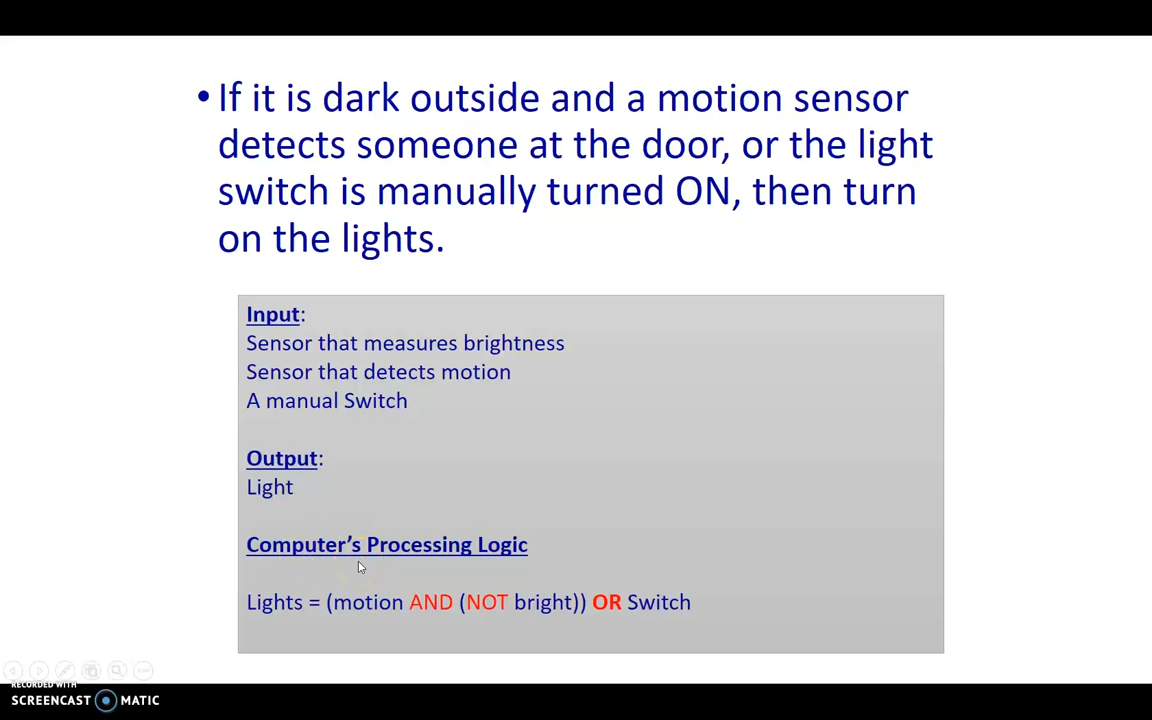 • If it is dark outside and a motion sensor
detects someone at the door, or the light
switch is manually turned ON, then turn
on the lights.
Input:
Sensor that measures brightness
Sensor that detects motion
A manual Switch
Output:
Light
Computer’s Processing Logic
Lights = (motion AND (NOT bright)) OR Switch
RECORDED WITH
SCREENCAST MATIC